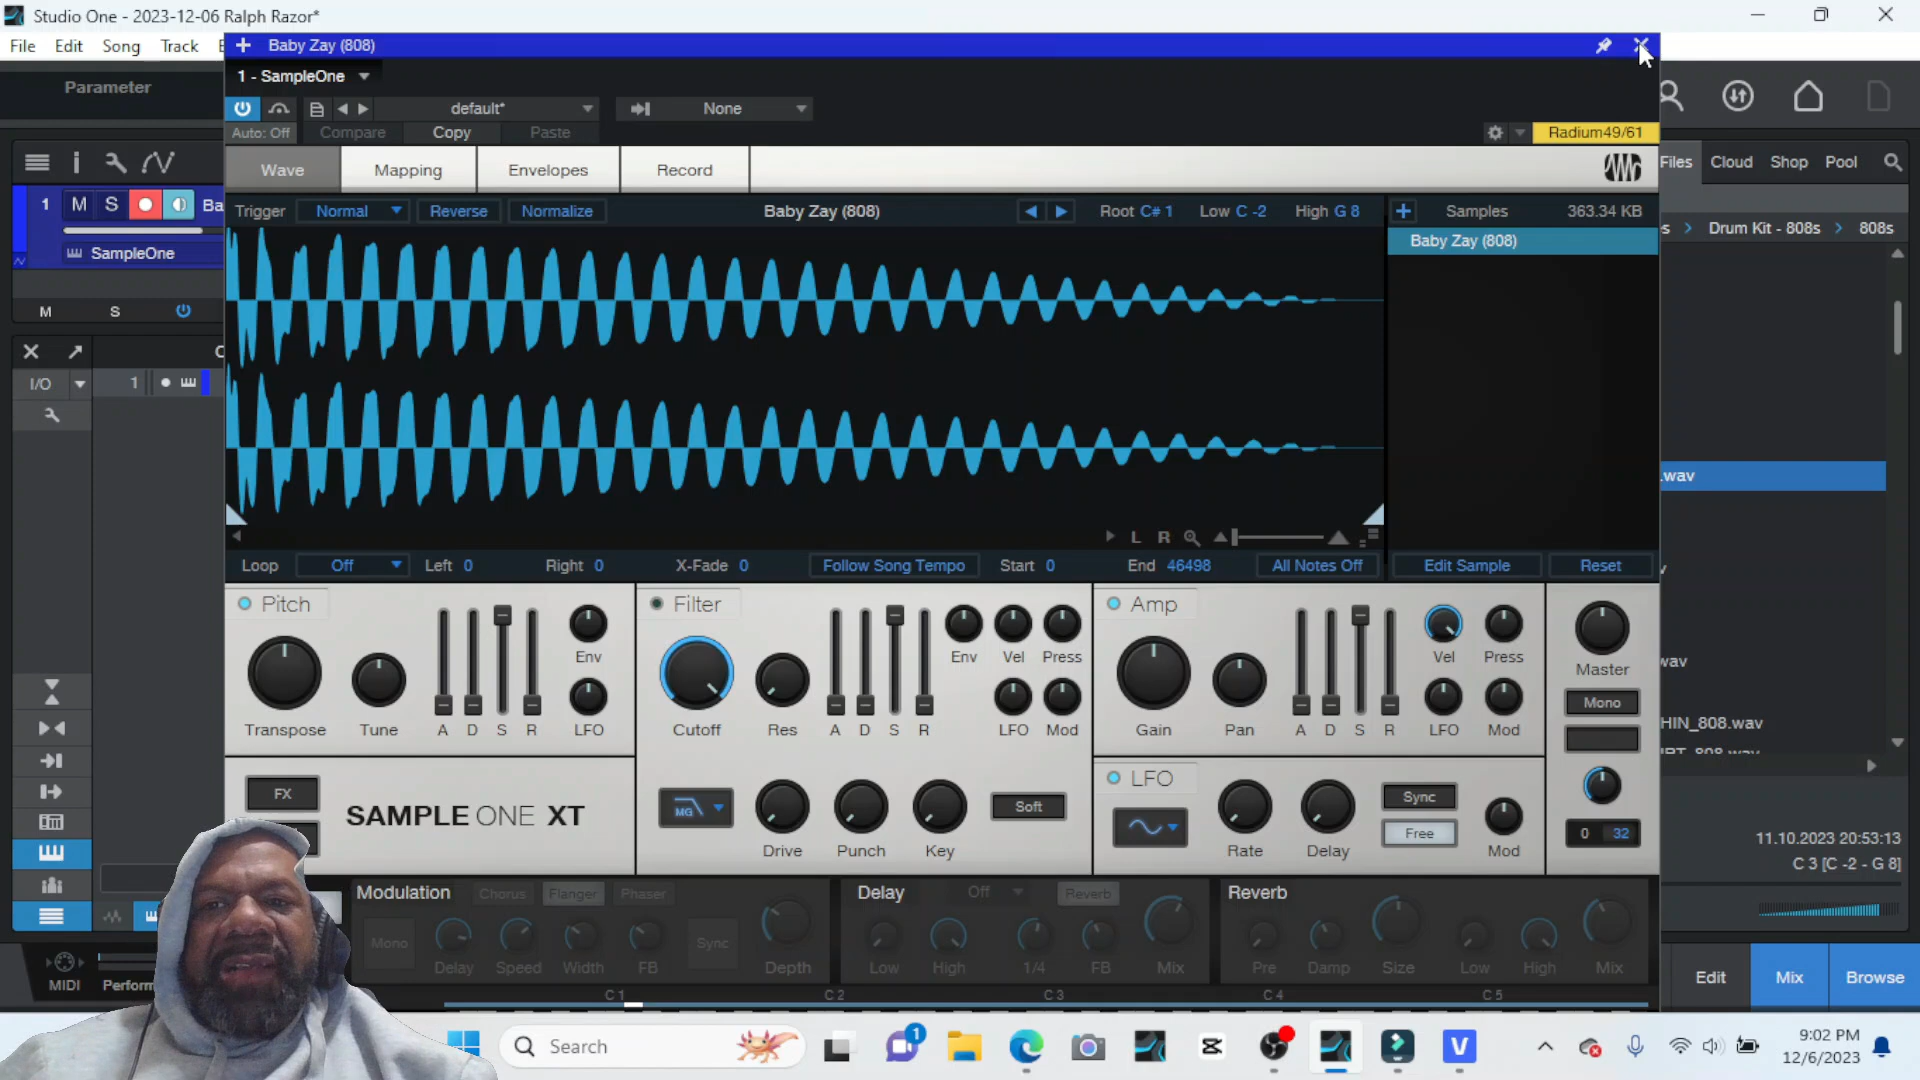 Studio One - 2023-12-06 Ralph Razor*
File Edit Song Track
Baby Zay (808)
1 - SampleOne
Parameter
default*
None
Auto: Off
Compare
Copy
Paste
Radium49/61
Wave
Mapping
Envelopes
Record
Files
Cloud
Shop
Pool
1 M S Ba
Trigger
Normal
Reverse
Normalize
Baby Zay (808)
Root C# 1
Low C -2
High G 8
Samples
363.34 KB
Drum Kit - 808s
808s
Baby Zay (808)
SampleOne
M S
I/O
1
.wav
L R
Loop
Off
Left 0
Right 0
X-Fade 0
Follow Song Tempo
Start 0
End 46498
All Notes Off
Edit Sample
Reset
Pitch
Env
Transpose
Tune
A D S R
LFO
Filter
Env
Vel
Press
Cutoff
Res
A D S R
LFO
Mod
Amp
Vel
Press
Gain
Pan
A D S R
LFO
Mod
Master
Mono
HIN_808.wav
FX
SAMPLE ONE XT
MG
Drive
Punch
Key
Soft
LFO
Rate
Delay
Sync
Free
Mod
0 32
11.10.2023 20:53:13
C 3 [C -2 - G 8]
Modulation
Chorus
Flanger
Phaser
Mono
Delay
Speed
Width
FB
Sync
Depth
Delay
Off
Reverb
Low
High
1/4
FB
Mix
Reverb
Pre
Damp
Size
Low
High
Mix
MIDI
Perform
C 1
C 2
C 3
C 4
C 5
Edit
Mix
Browse
Search
1
V
9:02 PM
12/6/2023